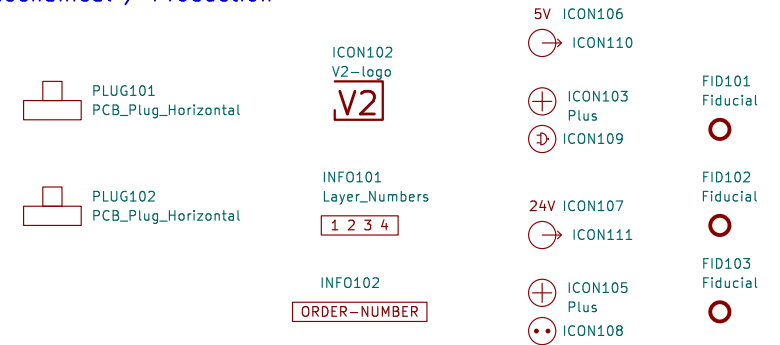 5V ICON106
ICON110
ICON102
V2-logo
V2
PLUG101
PCB_Plug_Horizontal
ICON103
Plus
ICON109
FID101
Fiducial
PLUG102
PCB_Plug_Horizontal
INFO101
Layer_Numbers
1 2 3 4
24V ICON107
ICON111
FID102
Fiducial
INFO102
ORDER-NUMBER
ICON105
Plus
ICON108
FID103
Fiducial